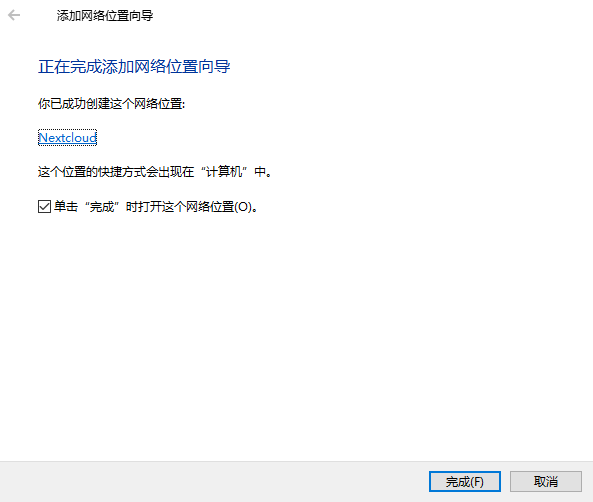 添加网络位置向导
正在完成添加网络位置向导
你已成功创建这个网络位置:
Nextcloud
这个位置的快捷方式会出现在“计算机”中。
单击“完成”时打开这个网络位置(O)。
完成(F)
取消